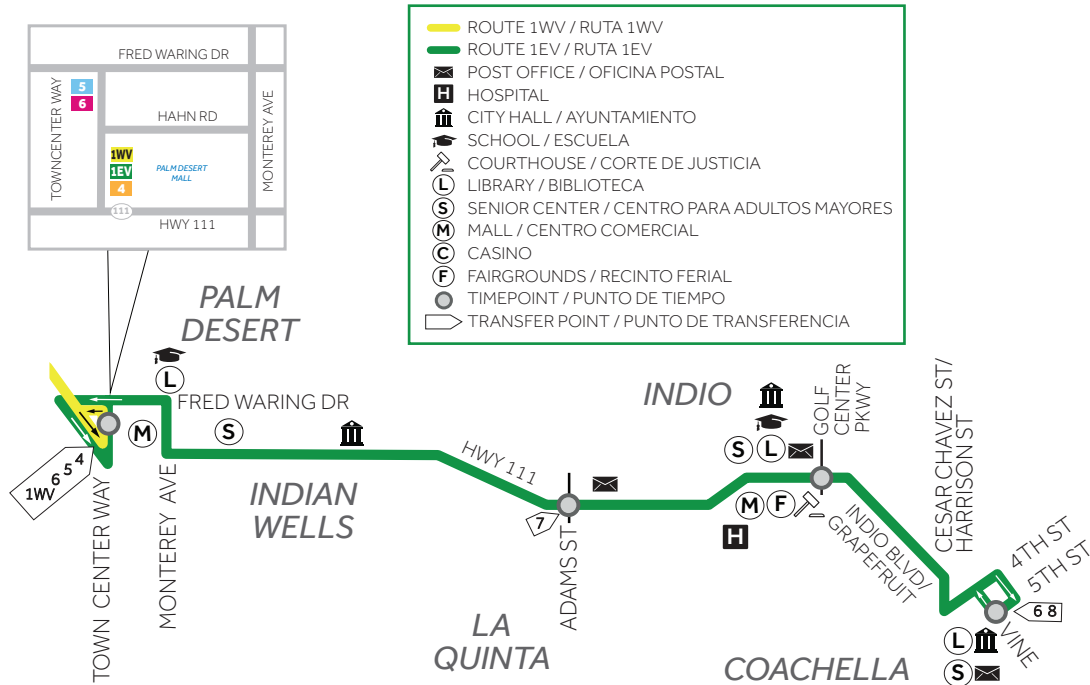 FRED WARING DR
TOWNCENTER WAY
5
6
HAHN RD
MONTEREY AVE
1WV
1EV
4
PALM DESERT
MALL
111
HWY 111
ROUTE 1WV / RUTA 1WV
ROUTE 1EV / RUTA 1EV
POST OFFICE / OFICINA POSTAL
H HOSPITAL
CITY HALL / AYUNTAMIENTO
SCHOOL / ESCUELA
COURTHOUSE / CORTE DE JUSTICIA
L LIBRARY / BIBLIOTECA
S SENIOR CENTER / CENTRO PARA ADULTOS MAYORES
M MALL / CENTRO COMERCIAL
C CASINO
F FAIRGROUNDS / RECINTO FERIAL
TIMEPOINT / PUNTO DE TIEMPO
TRANSFER POINT / PUNTO DE TRANSFERENCIA
PALM
DESERT
L
FRED WARING DR
M
S
1WV 6 5 4
TOWN CENTER WAY
MONTEREY AVE
INDIAN
WELLS
HWY 111
7
ADAMS ST
LA
QUINTA
INDIO
S L
M F
H
GOLF
CENTER
PKWY
INDIO BLVD/
GRAPEFRUIT
CESAR CHAVEZ ST/
HARRISON ST
4TH ST
5TH ST
6 8
VINE
L
S
COACHELLA